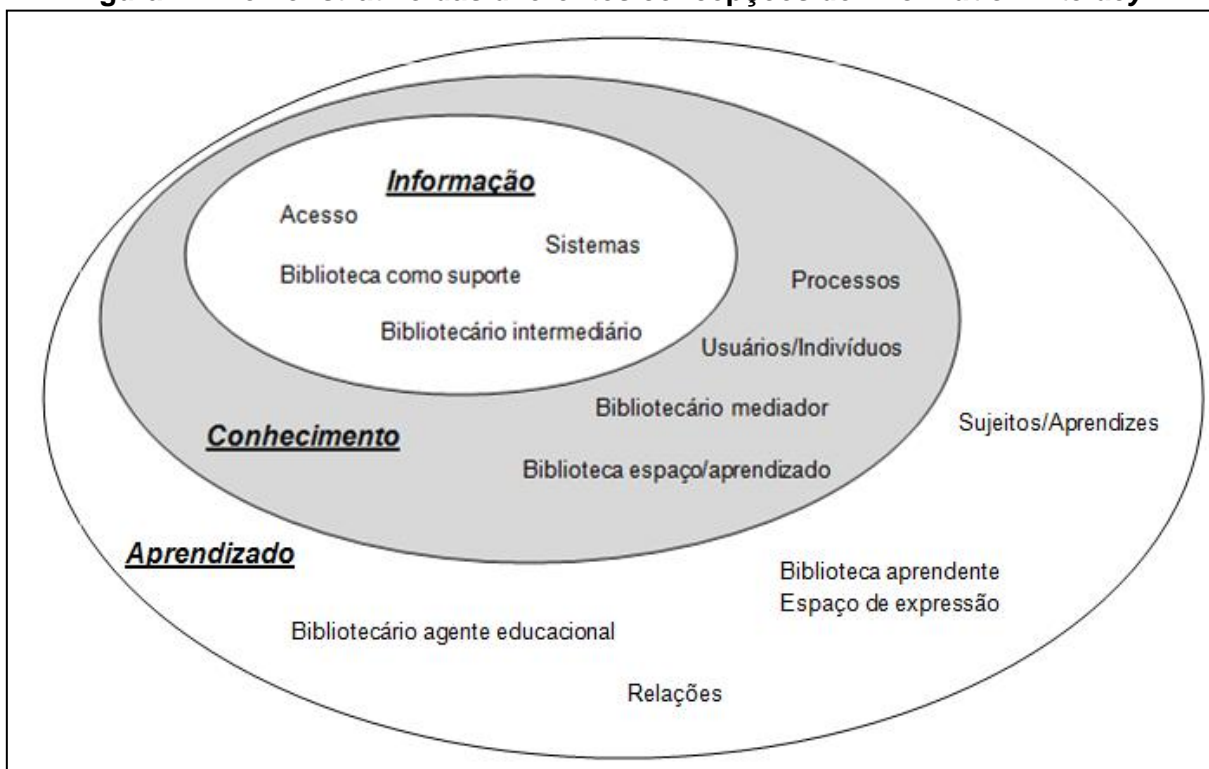 Informação
Acesso
Sistemas
Biblioteca como suporte
Processos
Bibliotecário intermediário
Usuários/Indivíduos
Bibliotecário mediador
Sujeitos/Aprendizes
Conhecimento
Biblioteca espaço/aprendizado
Aprendizado
Biblioteca aprendente
Espaço de expressão
Bibliotecário agente educacional
Relações